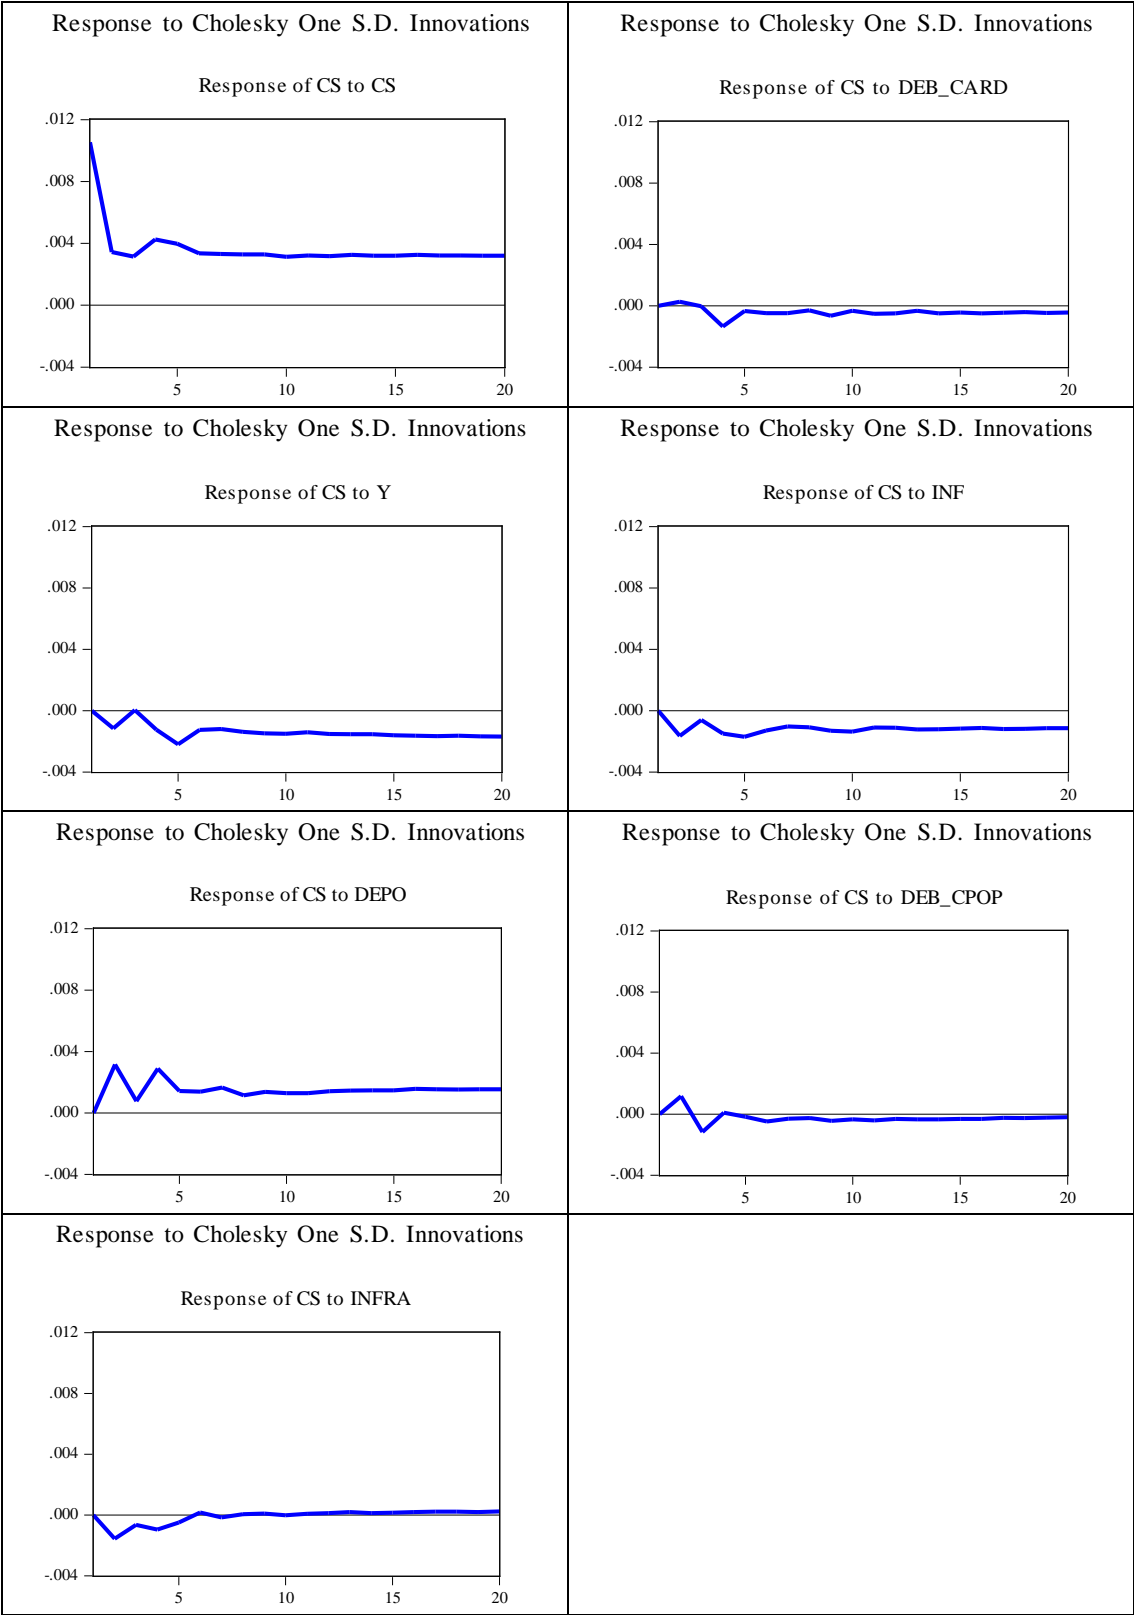 Response to Cholesky One S.D. Innovations
Response of CS to CS
.012
.008
.004
.000
-.004
5 10 15 20
Response to Cholesky One S.D. Innovations
Response of CS to DEB_CARD
.012
.008
.004
.000
-.004
5 10 15 20
Response to Cholesky One S.D. Innovations
Response of CS to Y
.012
.008
.004
.000
-.004
5 10 15 20
Response to Cholesky One S.D. Innovations
Response of CS to INF
.012
.008
.004
.000
-.004
5 10 15 20
Response to Cholesky One S.D. Innovations
Response of CS to DEPO
.012
.008
.004
.000
-.004
5 10 15 20
Response to Cholesky One S.D. Innovations
Response of CS to DEB_CPOP
.012
.008
.004
.000
-.004
5 10 15 20
Response to Cholesky One S.D. Innovations
Response of CS to INFRA
.012
.008
.004
.000
-.004
5 10 15 20